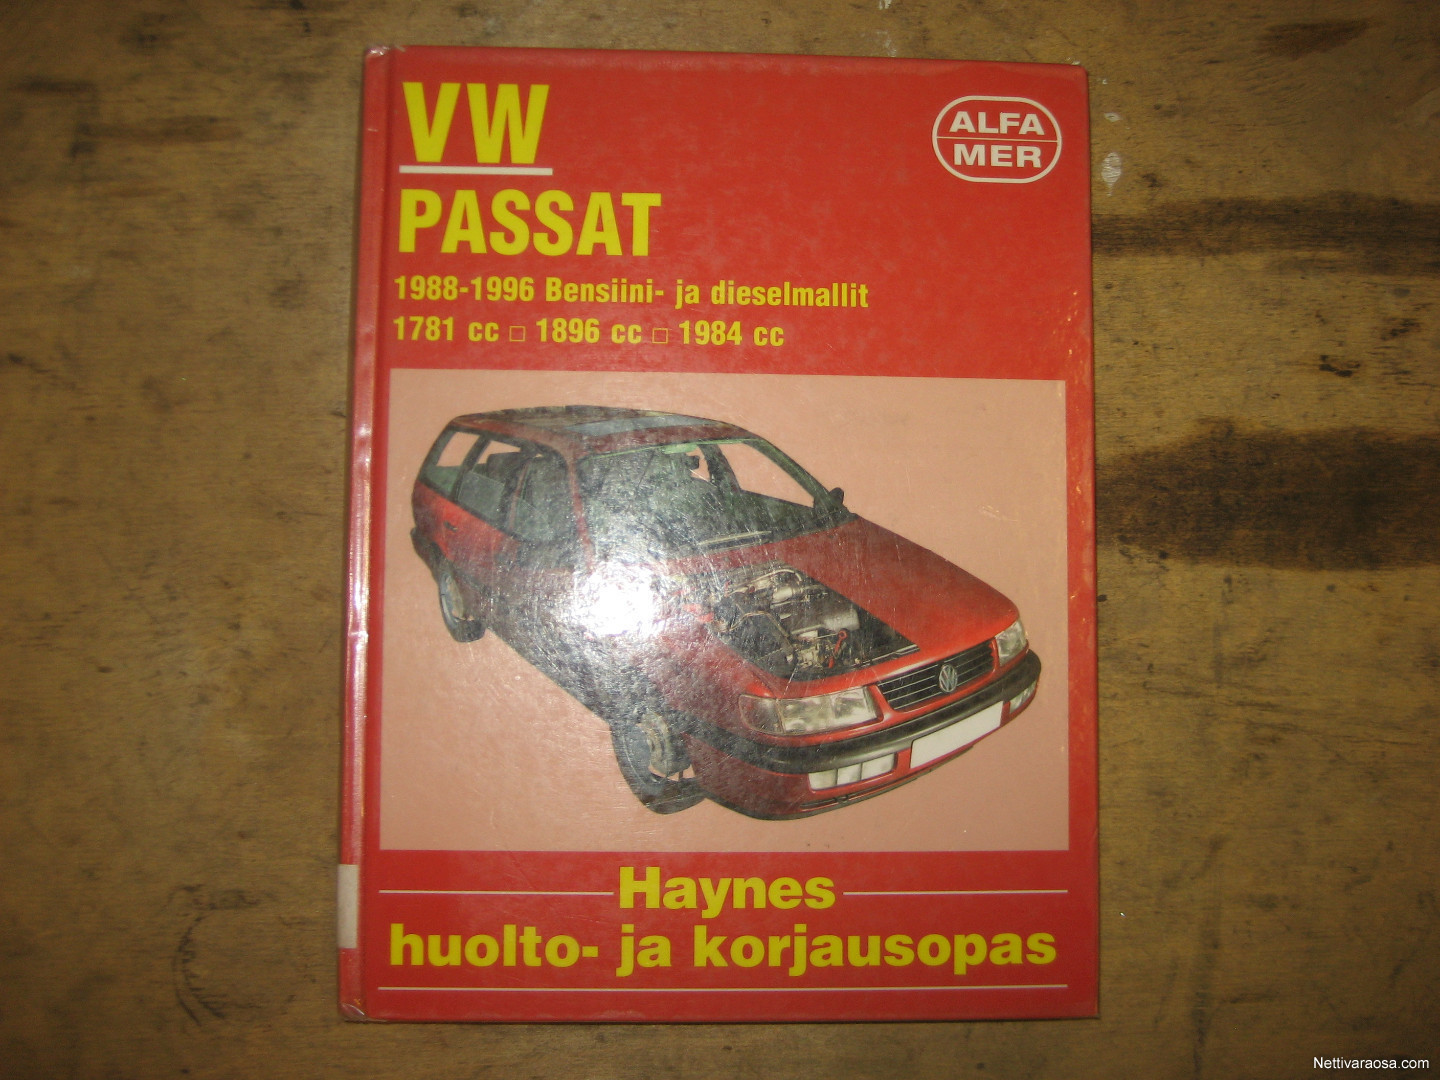 VW
PASSAT
1988-1996 Bensiini- ja dieselmallit
1781 cc □ 1896 cc □ 1984 cc
ALFA
MER
Haynes
huolto- ja korjausopas
Nettivaraosa.com